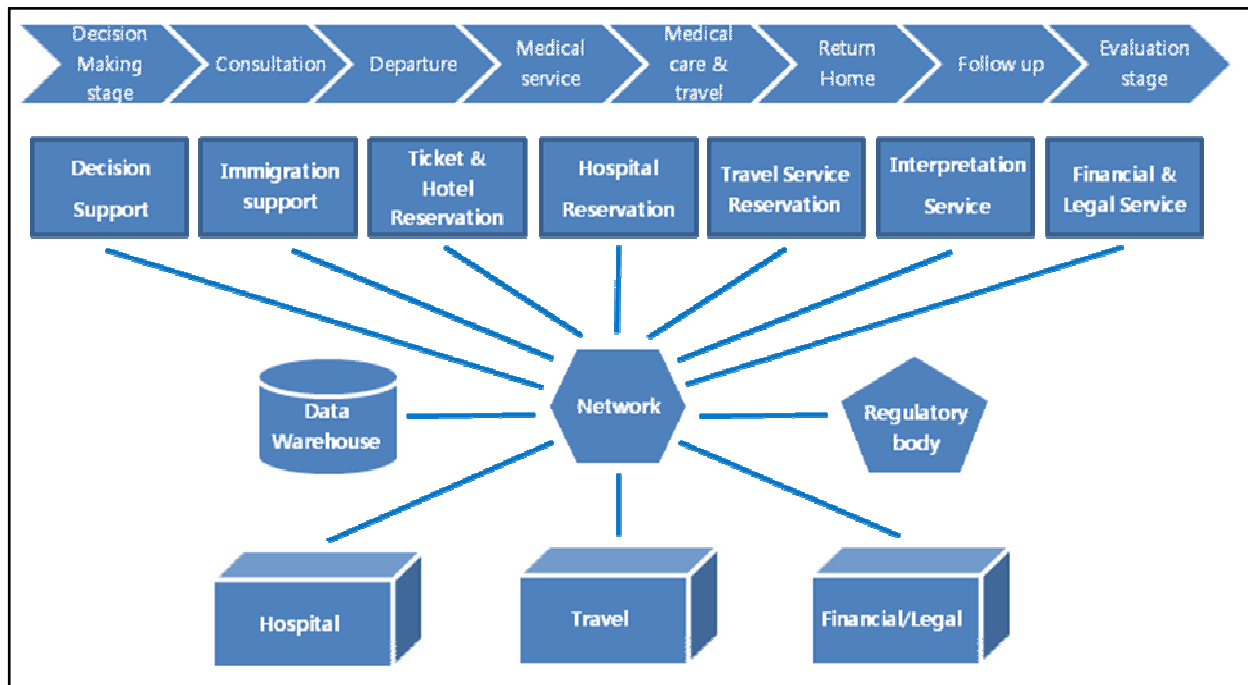 Decision
Making
stage
Consultation
Departure
Medical
service
Medical
care &
travel
Return
Home
Follow up
Evaluation
stage
Decision
Support
Immigration
support
Ticket &
Hotel
Reservation
Hospital
Reservation
Travel Service
Reservation
Interpretation
Service
Financial &
Legal Service
Network
Data
Warehouse
Regulatory
body
Hospital
Travel
Financial/Legal